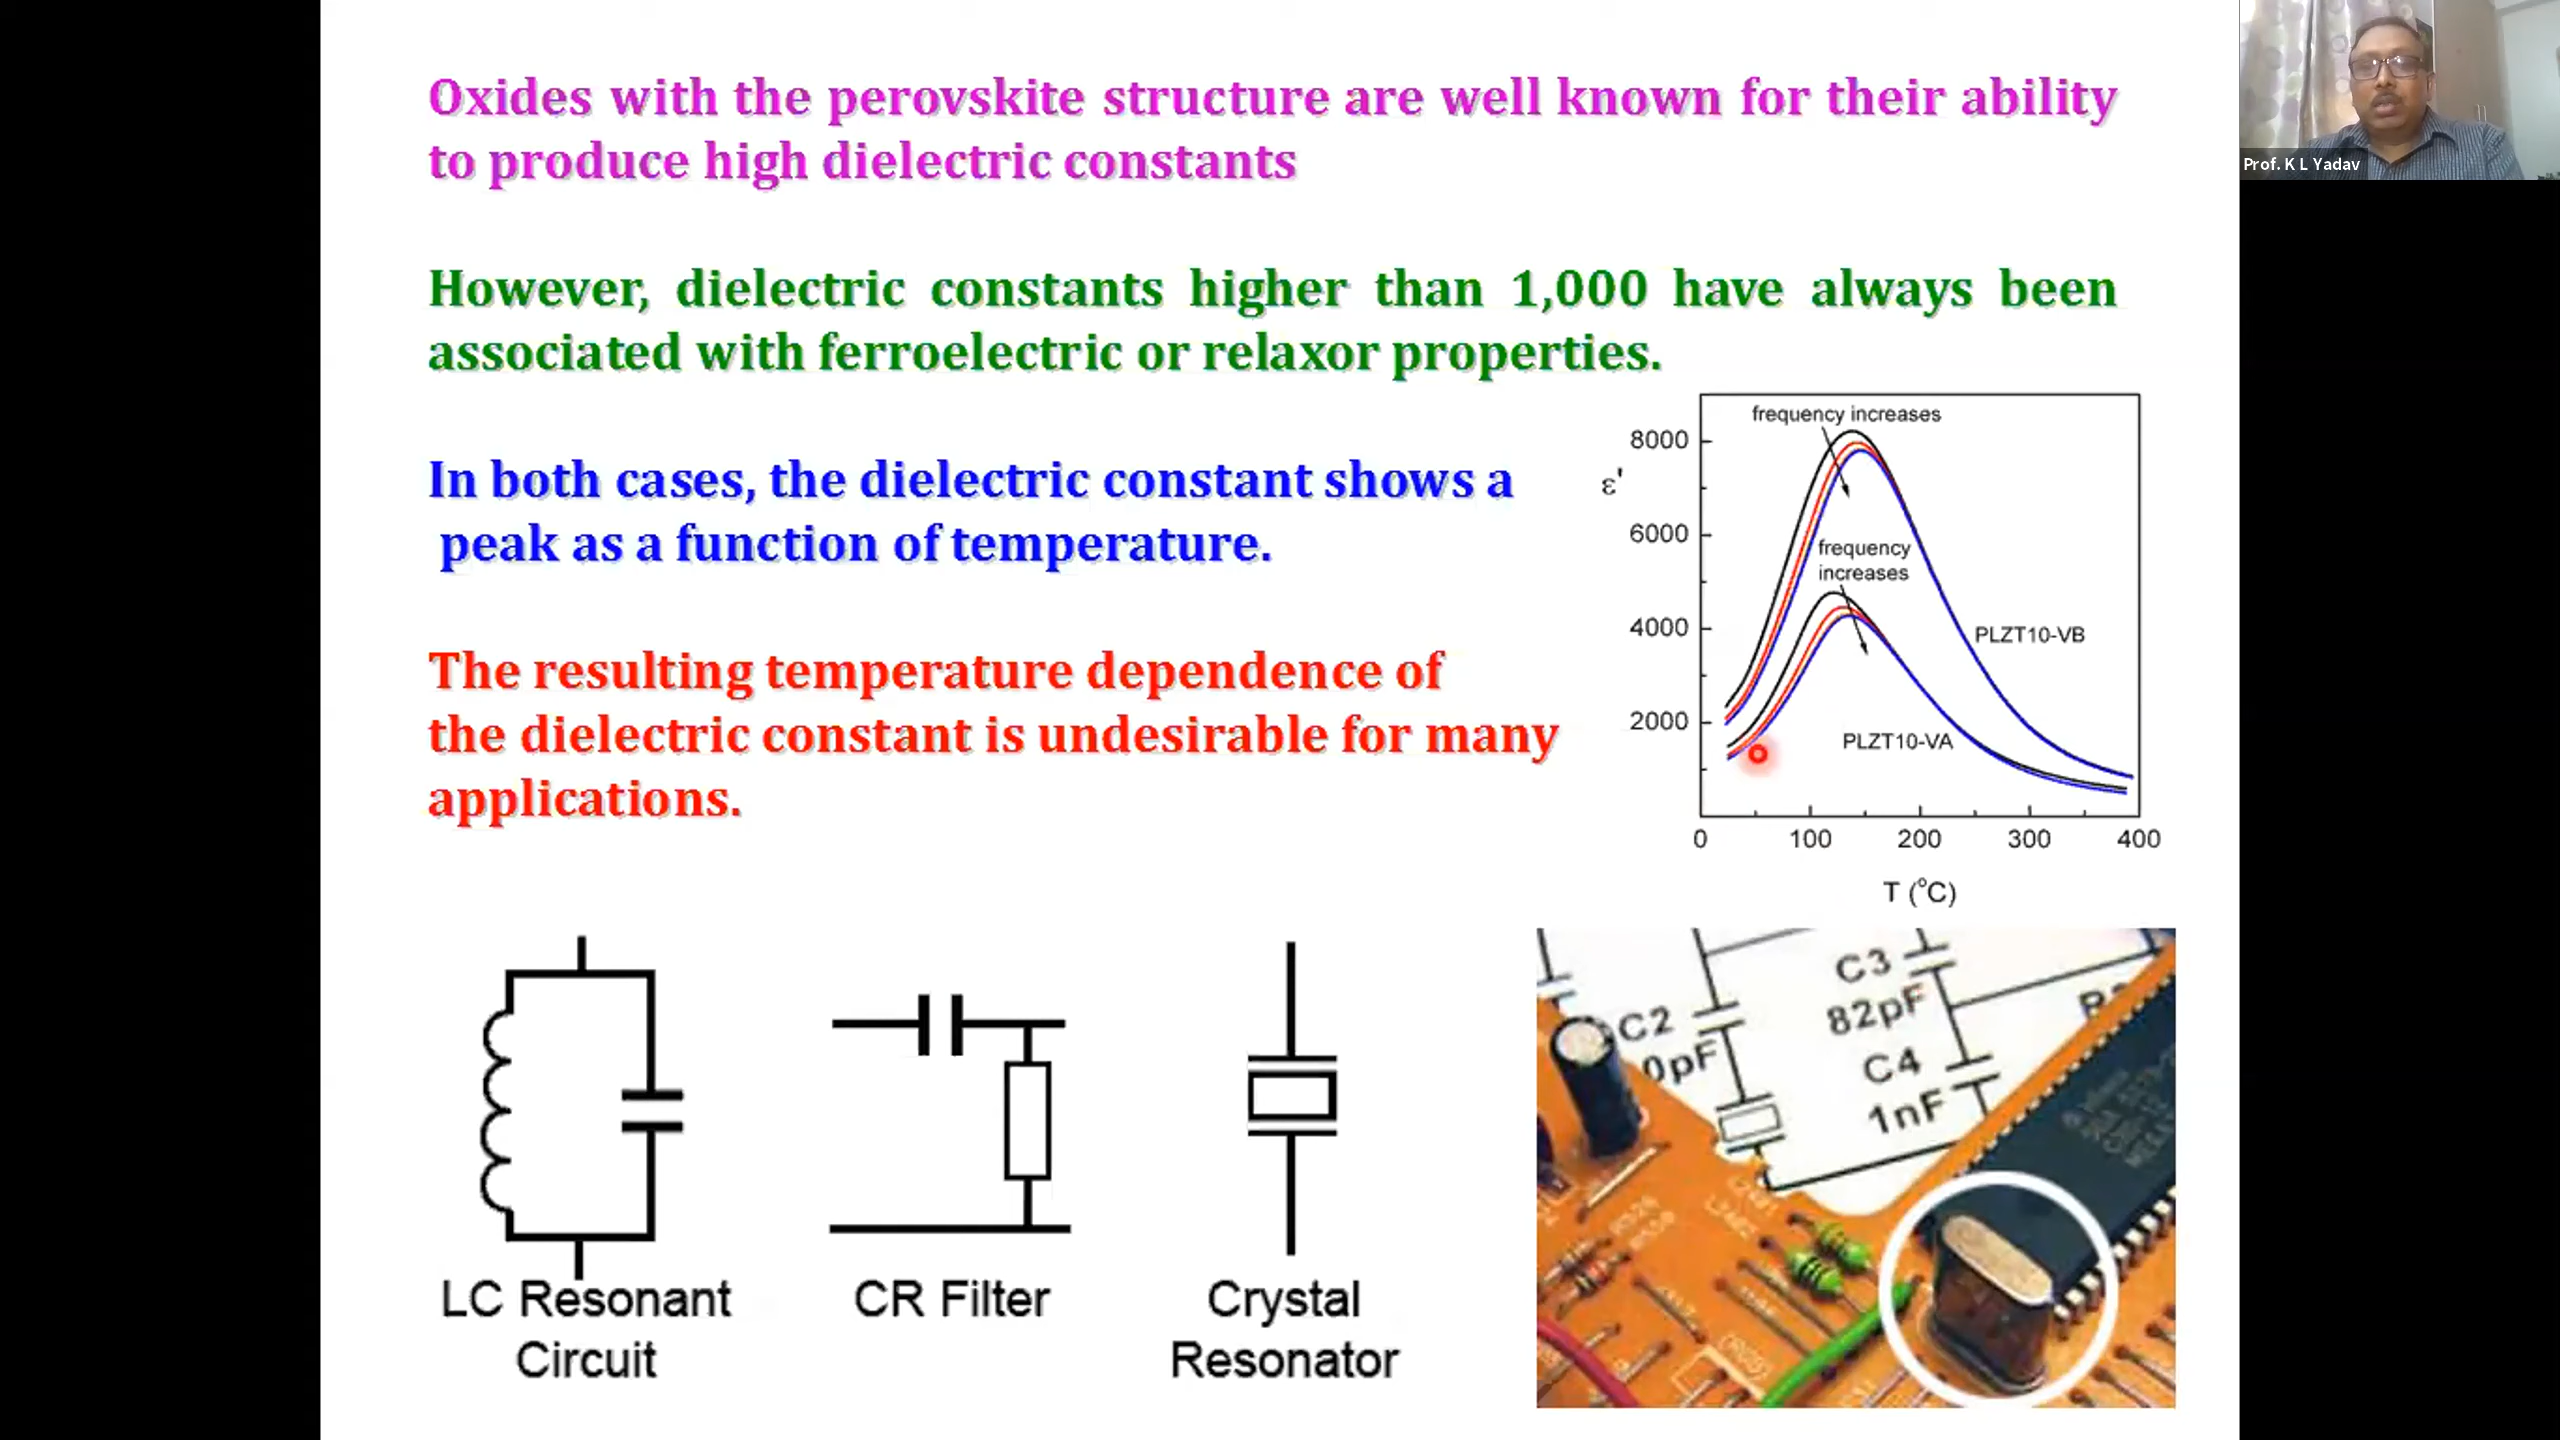 Prof. K L Yadav
Oxides with the perovskite structure are well known for their ability
to produce high dielectric constants
However, dielectric constants higher than 1,000 have always been
associated with ferroelectric or relaxor properties.
In both cases, the dielectric constant shows a
peak as a function of temperature.
The resulting temperature dependence of
the dielectric constant is undesirable for many
applications.
frequency increases
8000
ε'
6000
frequency
increases
4000
PLZT10-VB
2000
PLZT10-VA
0 100 200 300 400
T (°C)
LC Resonant
Circuit
CR Filter
Crystal
Resonator
C3
82pF
C2
0pF
C4
1nF